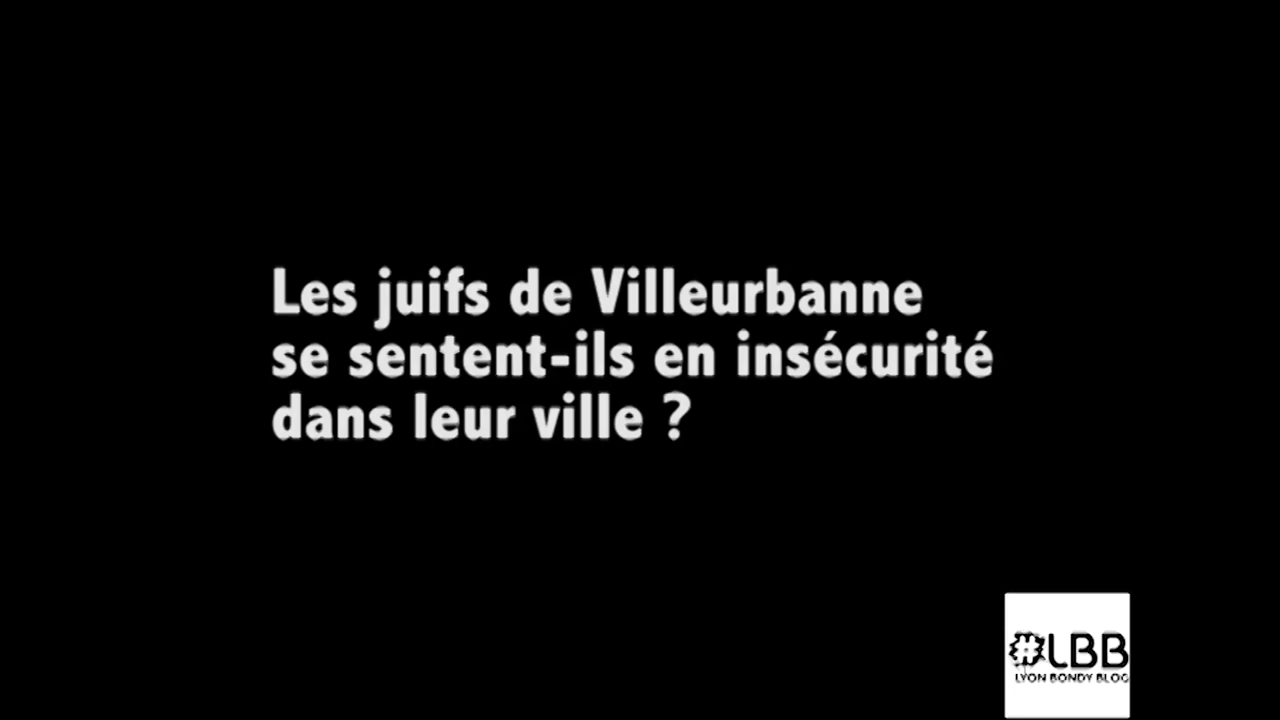 Les juifs de Villeurbanne
se sentent-ils en insécurité
dans leur ville ?
#LBB
LYON BONDY BLOG